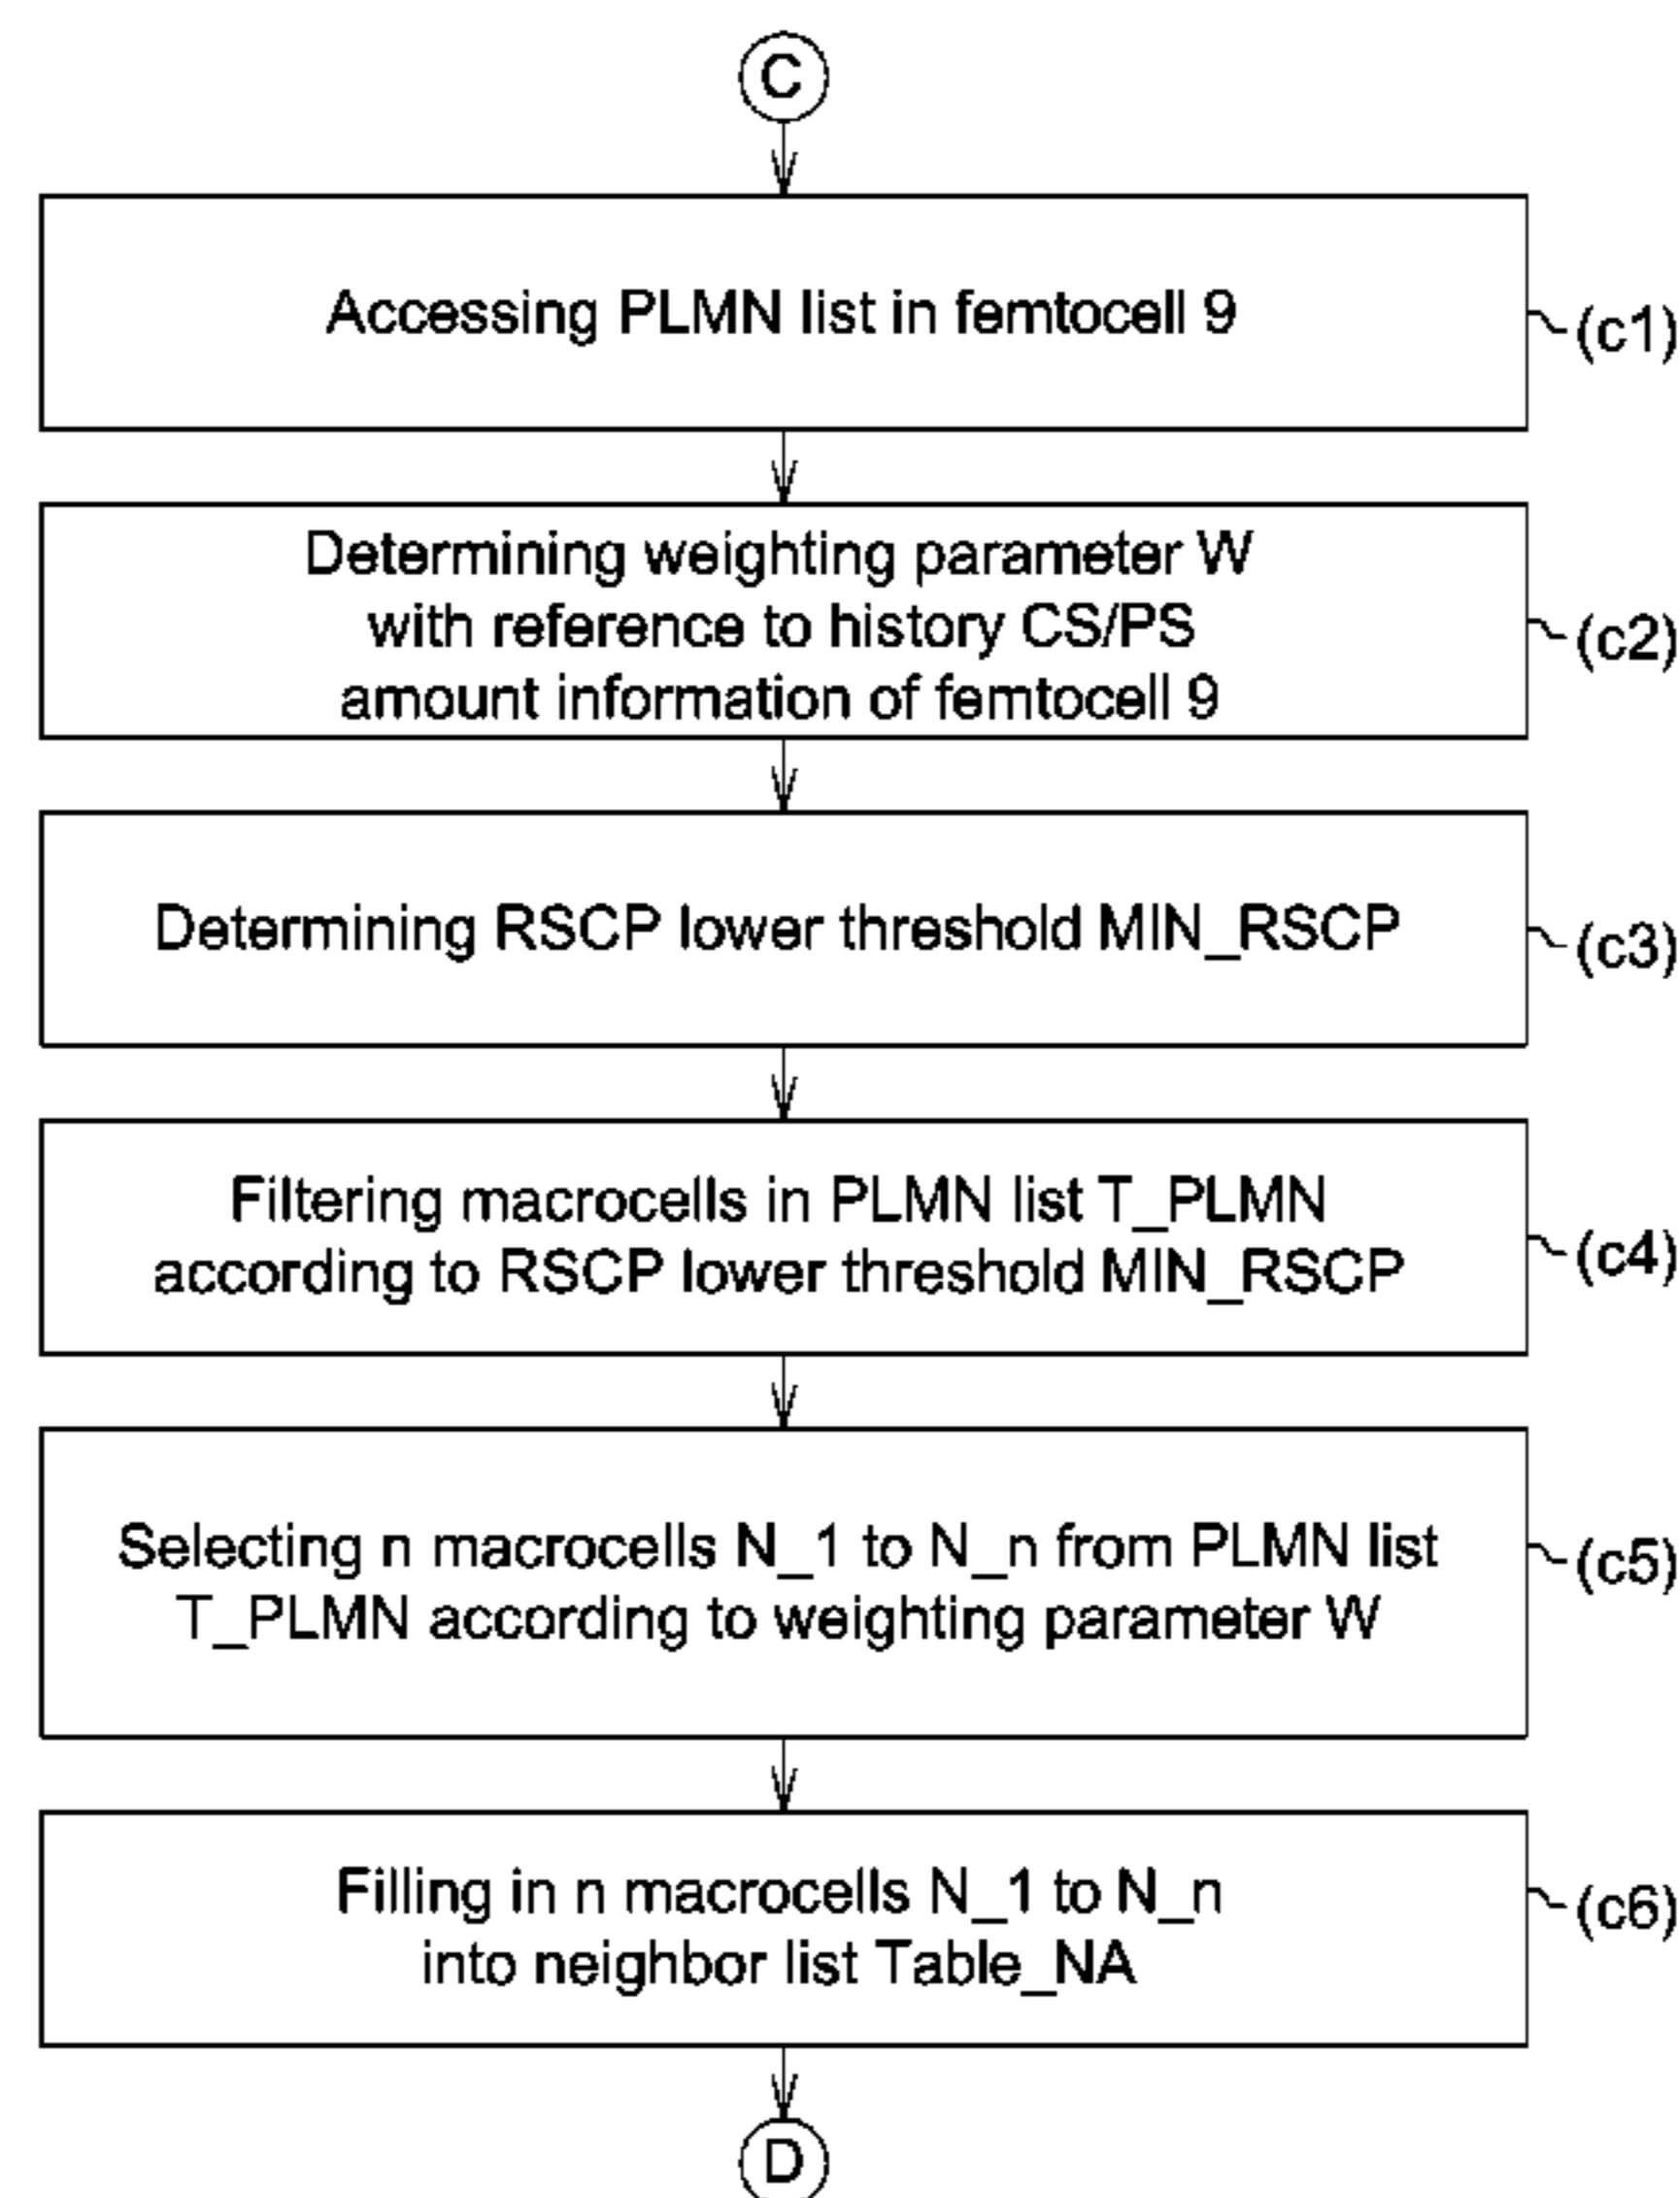 C
Accessing PLMN list in femtocell 9
(c1)
Determining weighting parameter W
with reference to history CS/PS
amount information of femtocell 9
(c2)
Determining RSCP lower threshold MIN_RSCP
(c3)
Filtering macrocells in PLMN list T_PLMN
according to RSCP lower threshold MIN_RSCP
(c4)
Selecting n macrocells N_1 to N_n from PLMN list
T_PLMN according to weighting parameter W
(c5)
Filling in n macrocells N_1 to N_n
into neighbor list Table_NA
(c6)
D